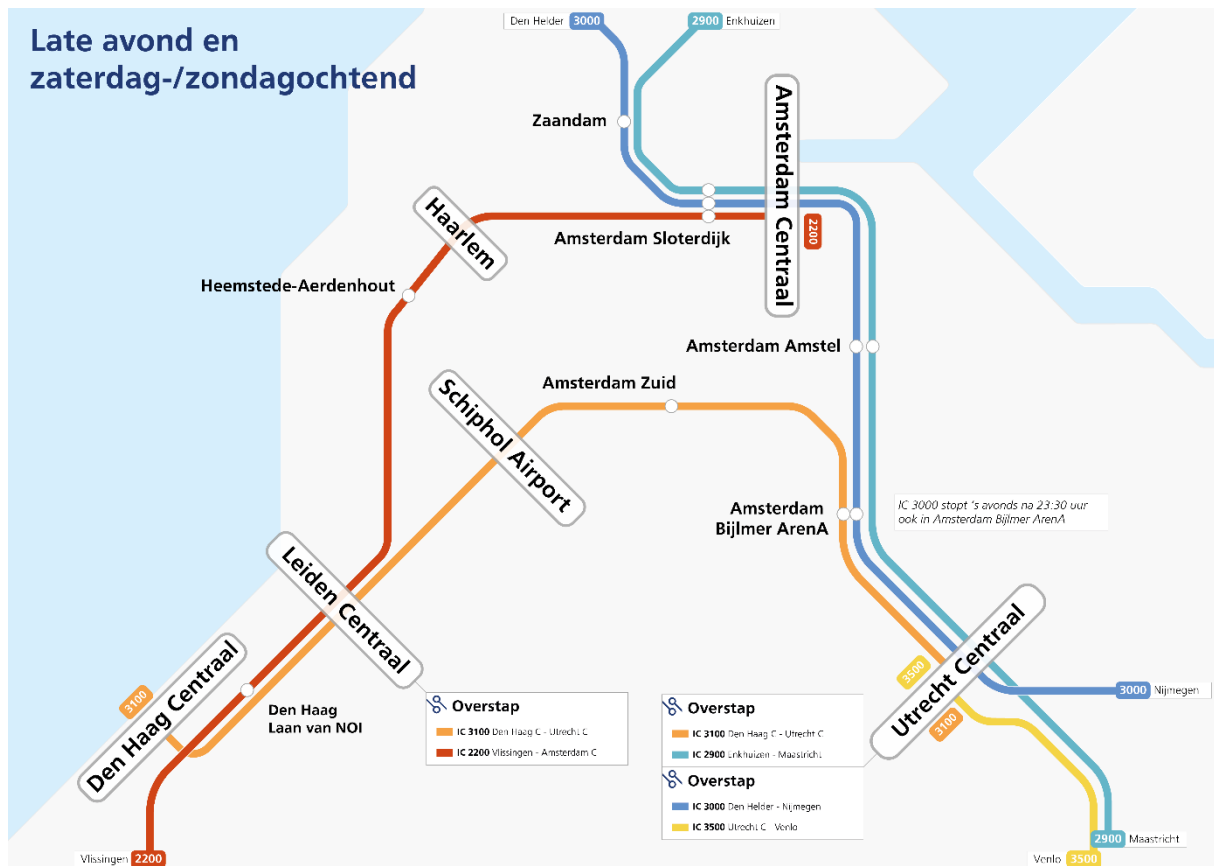 Late avond en
zaterdag-/zondagochtend
Den Helder 3000
2900 Enkhuizen
Zaandam
Amsterdam Centraal
2200
Amsterdam Sloterdijk
Haarlem
Heemstede-Aerdenhout
Amsterdam Amstel
Amsterdam Zuid
Schiphol Airport
Amsterdam
Bijlmer ArenA
IC 3000 stopt 's avonds na 23:30 uur
ook in Amsterdam Bijlmer ArenA
Leiden Centraal
Utrecht Centraal
3500
3100
Den Haag Centraal
3100
Den Haag
Laan van NOI
Overstap
IC 3100 Den Haag C - Utrecht C
IC 2200 Vlissingen - Amsterdam C
Overstap
IC 3100 Den Haag C - Utrecht C
IC 2900 Enkhuizen - Maastricht
Overstap
IC 3000 Den Helder - Nijmegen
IC 3500 Utrecht C - Venlo
3000 Nijmegen
2900 Maastricht
Venlo 3500
Vlissingen 2200